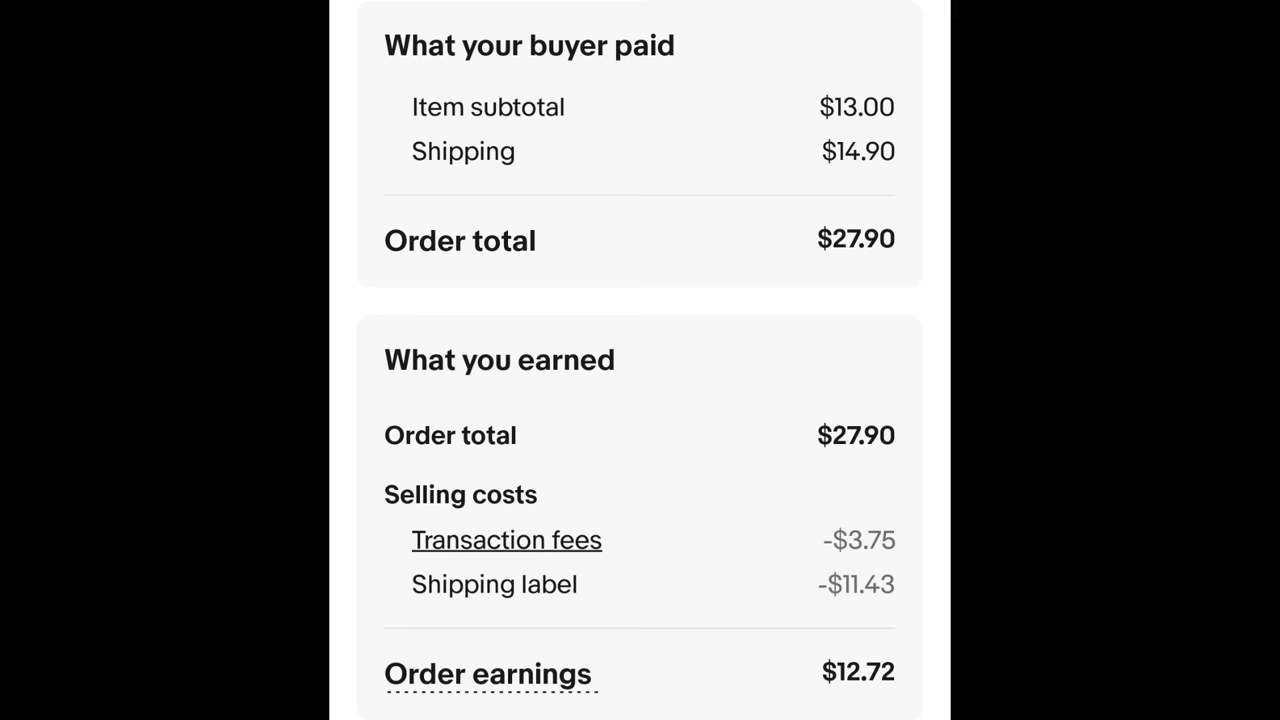 What your buyer paid
Item subtotal $13.00
Shipping $14.90
Order total $27.90
What you earned
Order total $27.90
Selling costs
Transaction fees -$3.75
Shipping label -$11.43
Order earnings $12.72